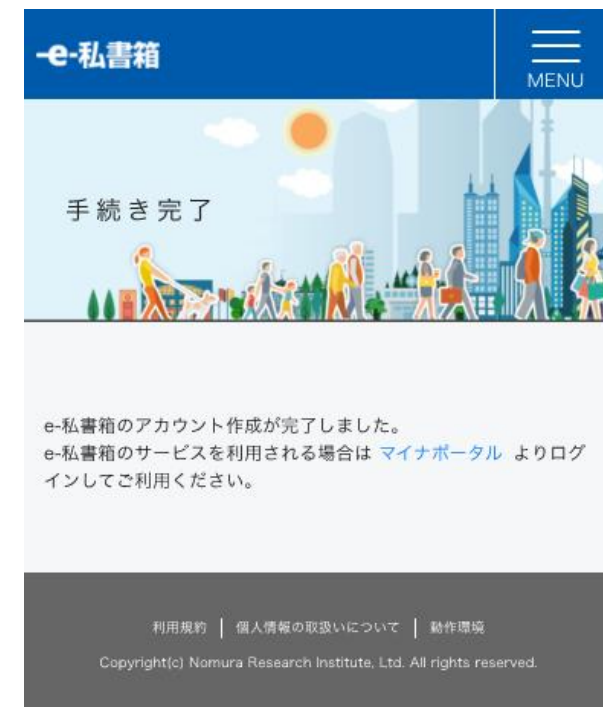 -e-私書箱
MENU
手続き完了
e-私書箱のアカウント作成が完了しました。
e-私書箱のサービスを利用される場合は マイナポータル よりログ
インしてご利用ください。
利用規約 | 個人情報の取扱いについて | 動作環境
Copyright(c) Nomura Research Institute, Ltd. All rights reserved.